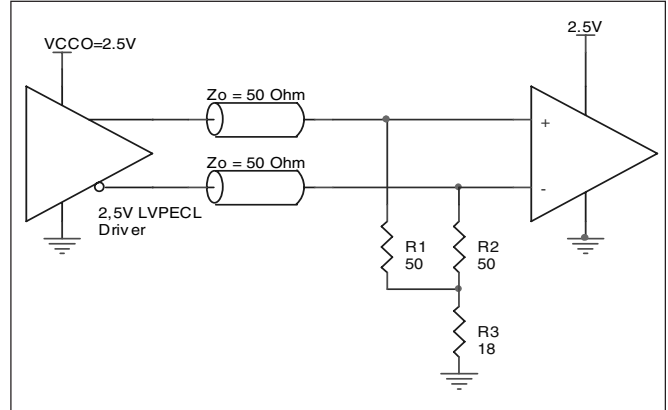 VCCO=2.5V
2.5V
Zo = 50 Ohm
+
Zo = 50 Ohm
-
2,5V LVPECL
Driver
R1
50
R2
50
R3
18